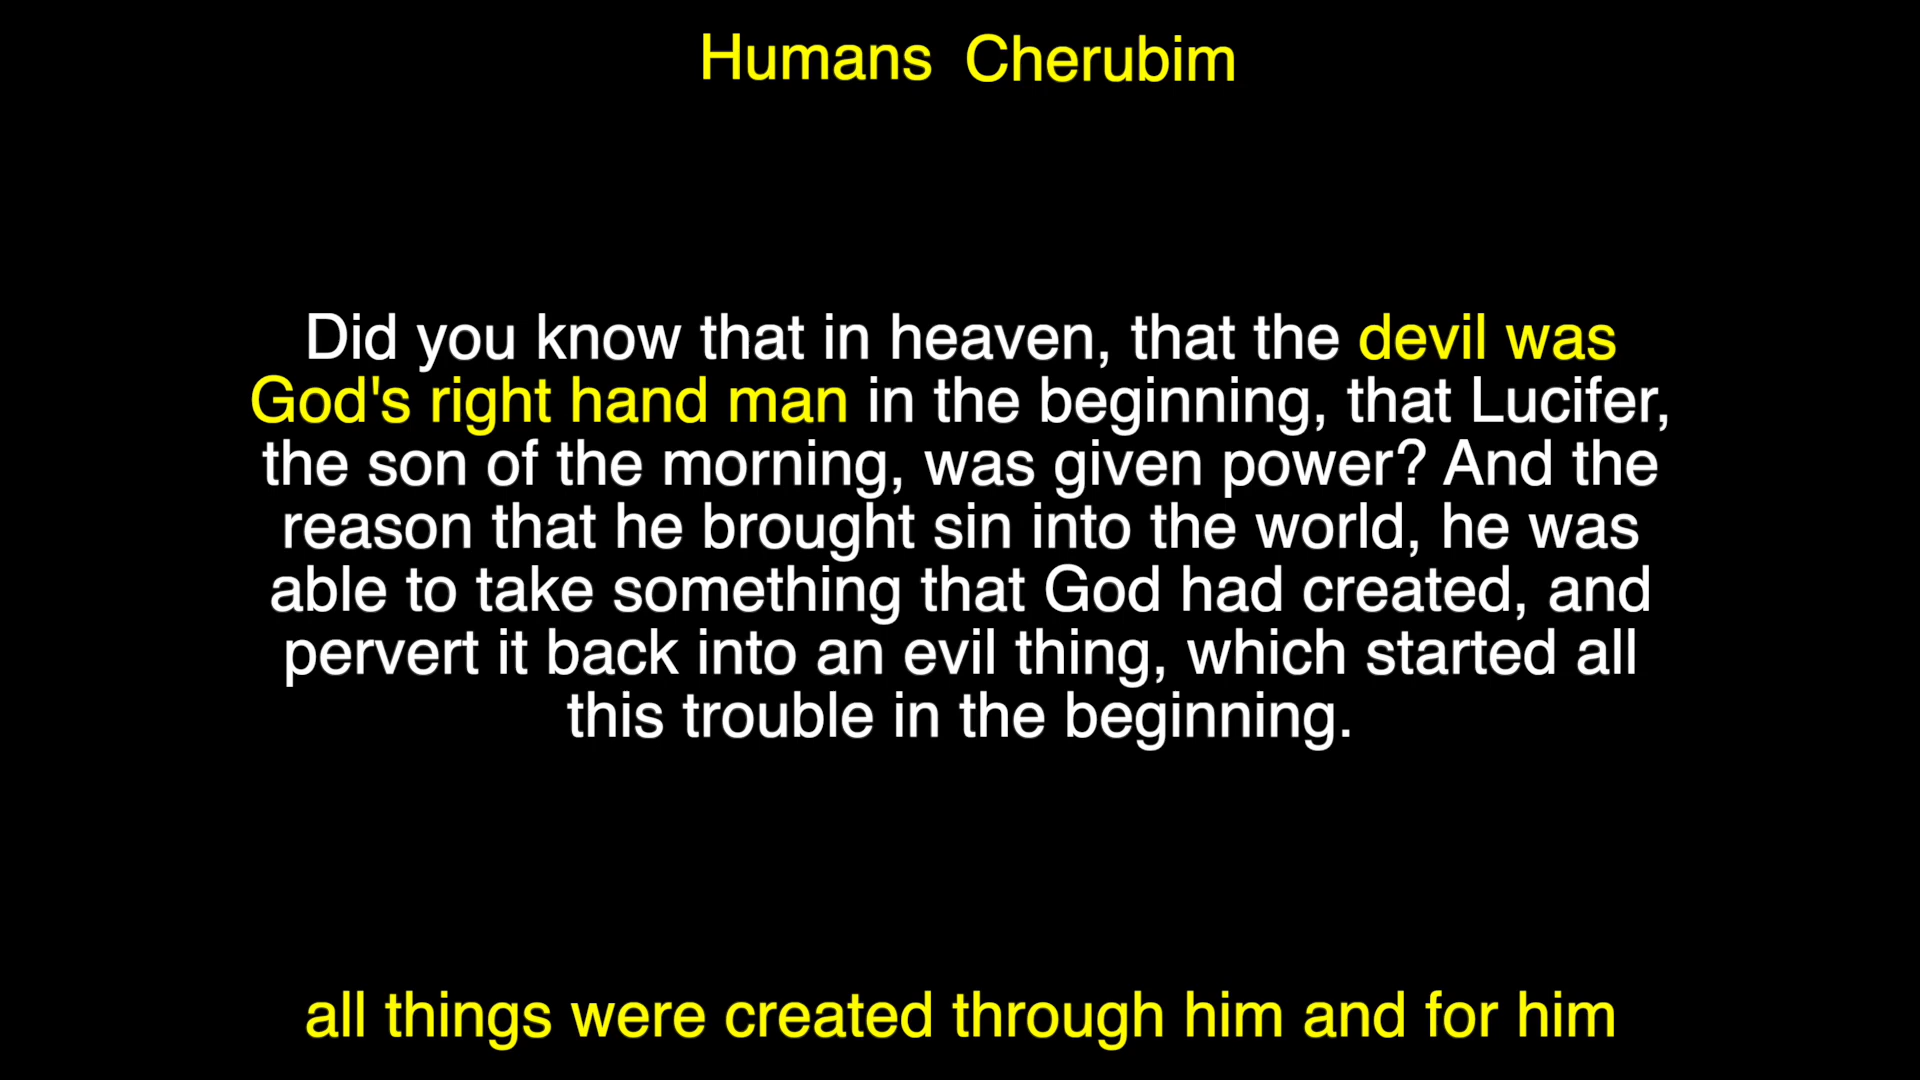 Humans Cherubim
Did you know that in heaven, that the devil was
God's right hand man in the beginning, that Lucifer,
the son of the morning, was given power? And the
reason that he brought sin into the world, he was
able to take something that God had created, and
pervert it back into an evil thing, which started all
this trouble in the beginning.
all things were created through him and for him